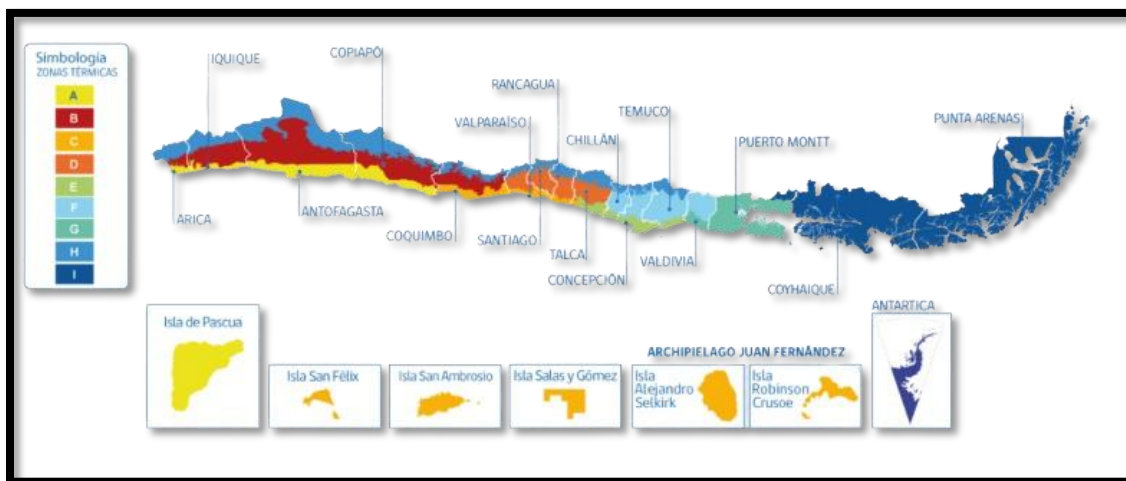 Simbología
ZONAS TÉRMICAS
A
B
C
D
E
F
G
H
I
IQUIQUE
COPIAPÓ
RANCAGUA
VALPARAÍSO
TEMUCO
CHILLÁN
PUERTO MONTT
PUNTA ARENAS
ARICA
ANTOFAGASTA
COQUIMBO
SANTIAGO
TALCA
CONCEPCIÓN
VALDIVIA
COYHAIQUE
ANTARTICA
Isla de Pascua
Isla San Félix
Isla San Ambrosio
Isla Salas y Gómez
ARCHIPIELAGO JUAN FERNÁNDEZ
Isla
Alejandro
Selkirk
Isla
Robinson
Crusoe